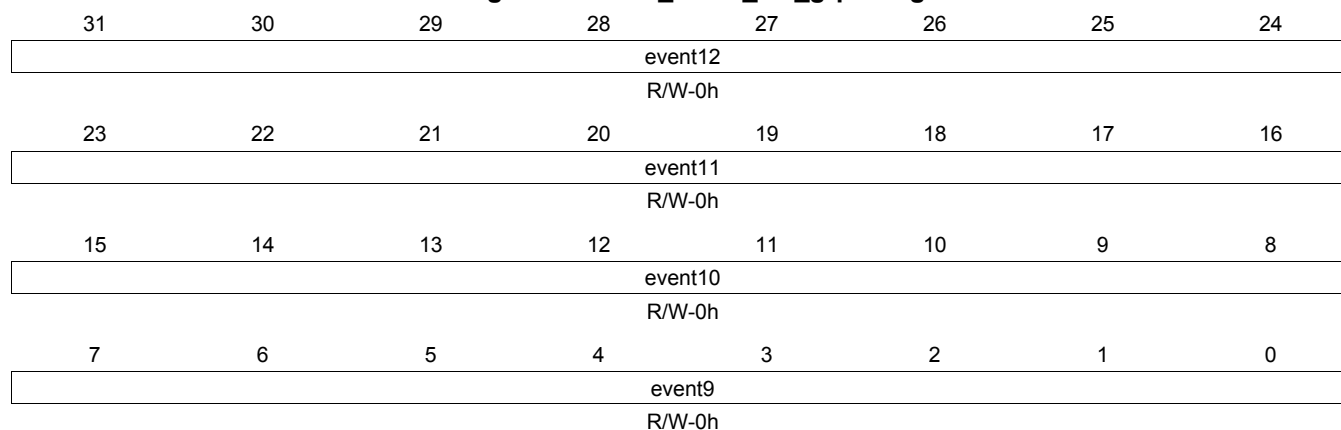 31 30 29 28 27 26 25 24
event12
R/W-0h
23 22 21 20 19 18 17 16
event11
R/W-0h
15 14 13 12 11 10 9 8
event10
R/W-0h
7 6 5 4 3 2 1 0
event9
R/W-0h